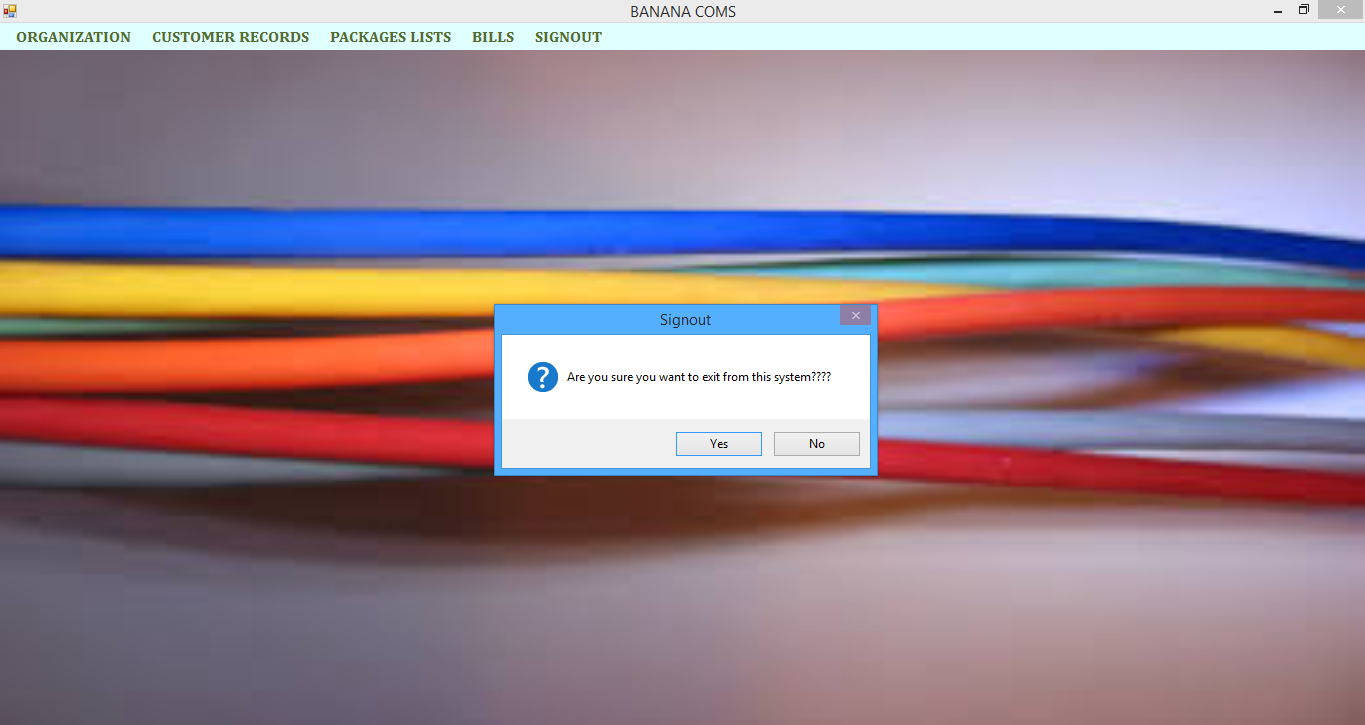 BANANA COMS
ORGANIZATION CUSTOMER RECORDS PACKAGES LISTS BILLS SIGNOUT
Signout
Are you sure you want to exit from this system????
Yes No